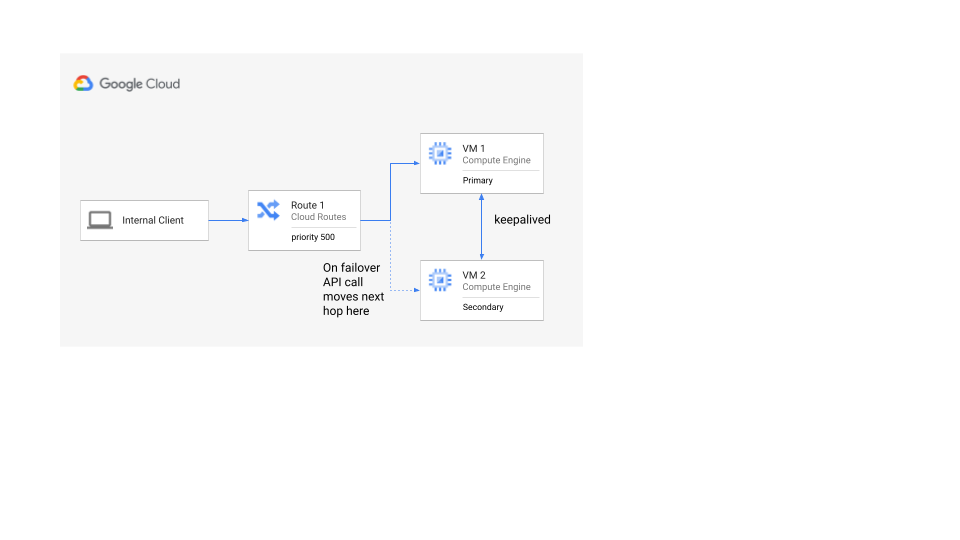 Google Cloud
VM 1
Compute Engine
Primary
Internal Client
Route 1
Cloud Routes
priority 500
keepalived
On failover
API call
moves next
hop here
VM 2
Compute Engine
Secondary